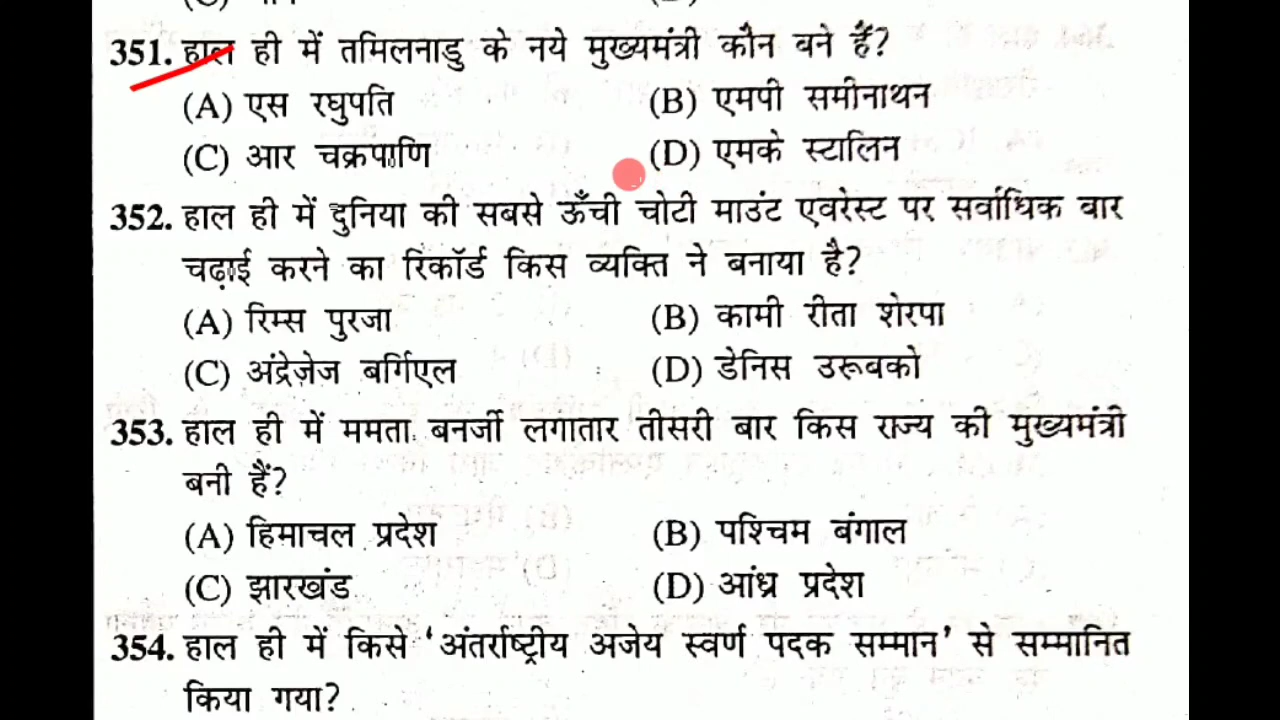 351. हाल ही में तमिलनाडु के नये मुख्यमंत्री कौन बने हैं?
(A) एस रघुपति (B) एमपी समीनाथन
(C) आर चक्रपाणि (D) एमके स्टालिन
352. हाल ही में दुनिया की सबसे ऊँची चोटी माउंट एवरेस्ट पर सर्वाधिक बार
चढ़ाई करने का रिकॉर्ड किस व्यक्ति ने बनाया है?
(A) रिम्स पुरजा (B) कामी रीता शेरपा
(C) अंद्रेज़ेज बर्गिएल (D) डेनिस उरूबको
353. हाल ही में ममता बनर्जी लगातार तीसरी बार किस राज्य की मुख्यमंत्री
बनी हैं?
(A) हिमाचल प्रदेश (B) पश्चिम बंगाल
(C) झारखंड (D) आंध्र प्रदेश
354. हाल ही में किसे 'अंतर्राष्ट्रीय अजेय स्वर्ण पदक सम्मान' से सम्मानित
किया गया?